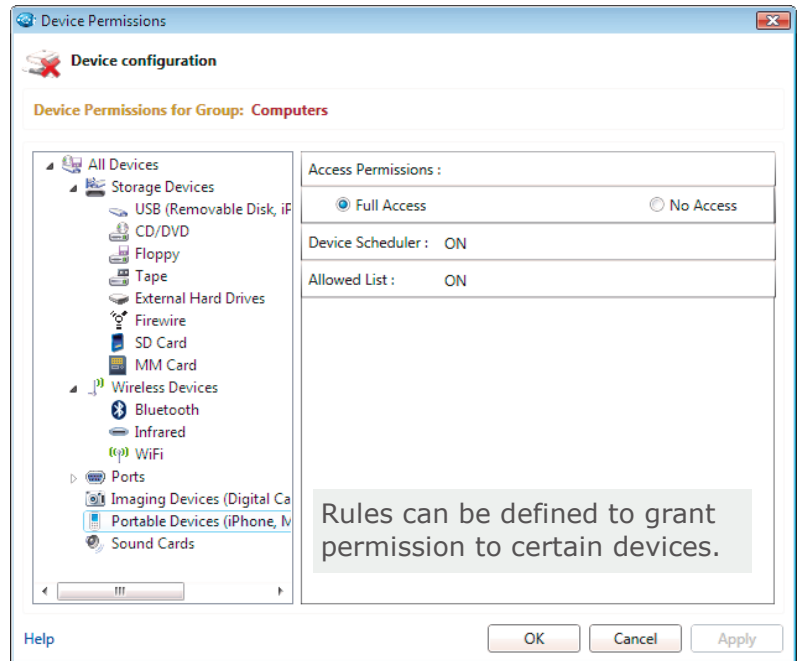 Device Permissions
Device configuration
Device Permissions for Group: Computers
All Devices
Storage Devices
USB (Removable Disk, iP
CD/DVD
Floppy
Tape
External Hard Drives
Firewire
SD Card
MM Card
Wireless Devices
Bluetooth
Infrared
WiFi
Ports
Imaging Devices (Digital Ca
Portable Devices (iPhone, M
Sound Cards
Access Permissions :
Full Access No Access
Device Scheduler : ON
Allowed List : ON
Rules can be defined to grant
permission to certain devices.
Help OK Cancel Apply